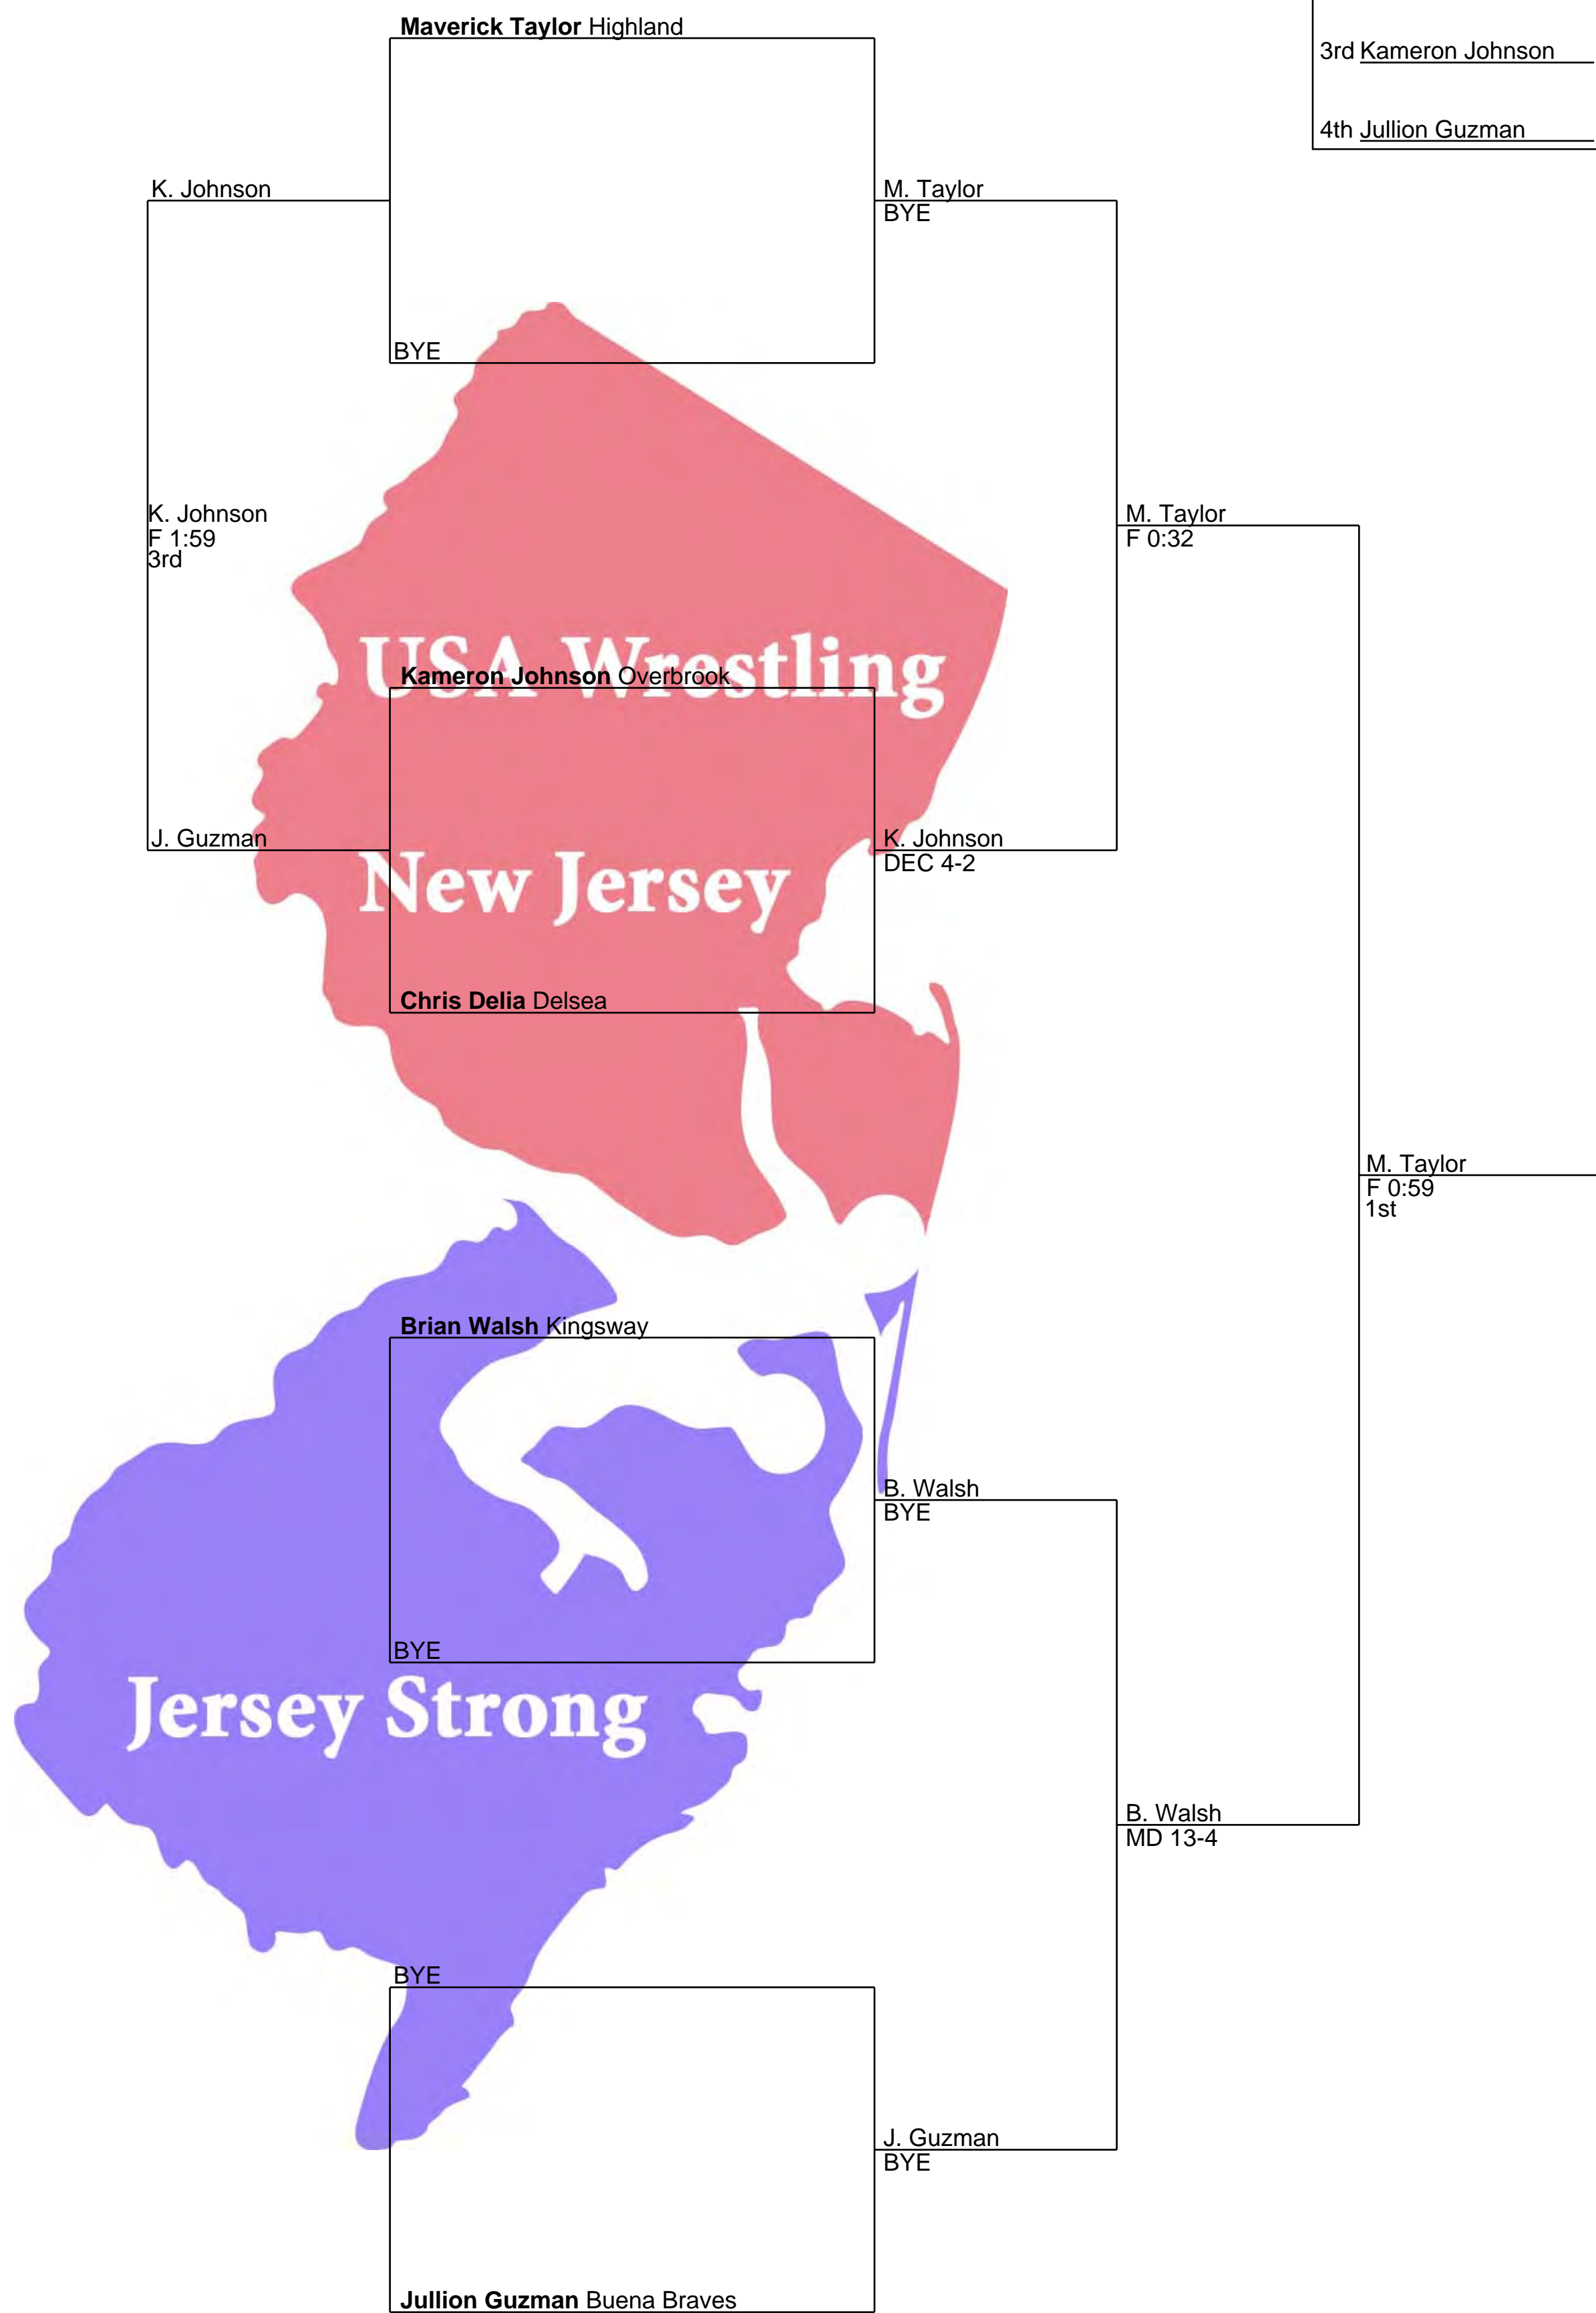 Maverick Taylor Highland
3rd Kameron Johnson
4th Jullion Guzman
K. Johnson
M. Taylor
BYE
BYE
K. Johnson
F 1:59
3rd
M. Taylor
F 0:32
USA Wrestling
Kameron Johnson Overbrook
J. Guzman
K. Johnson
DEC 4-2
New Jersey
Chris Delia Delsea
M. Taylor
F 0:59
1st
Brian Walsh Kingsway
B. Walsh
BYE
BYE
Jersey Strong
B. Walsh
MD 13-4
BYE
J. Guzman
BYE
Jullion Guzman Buena Braves